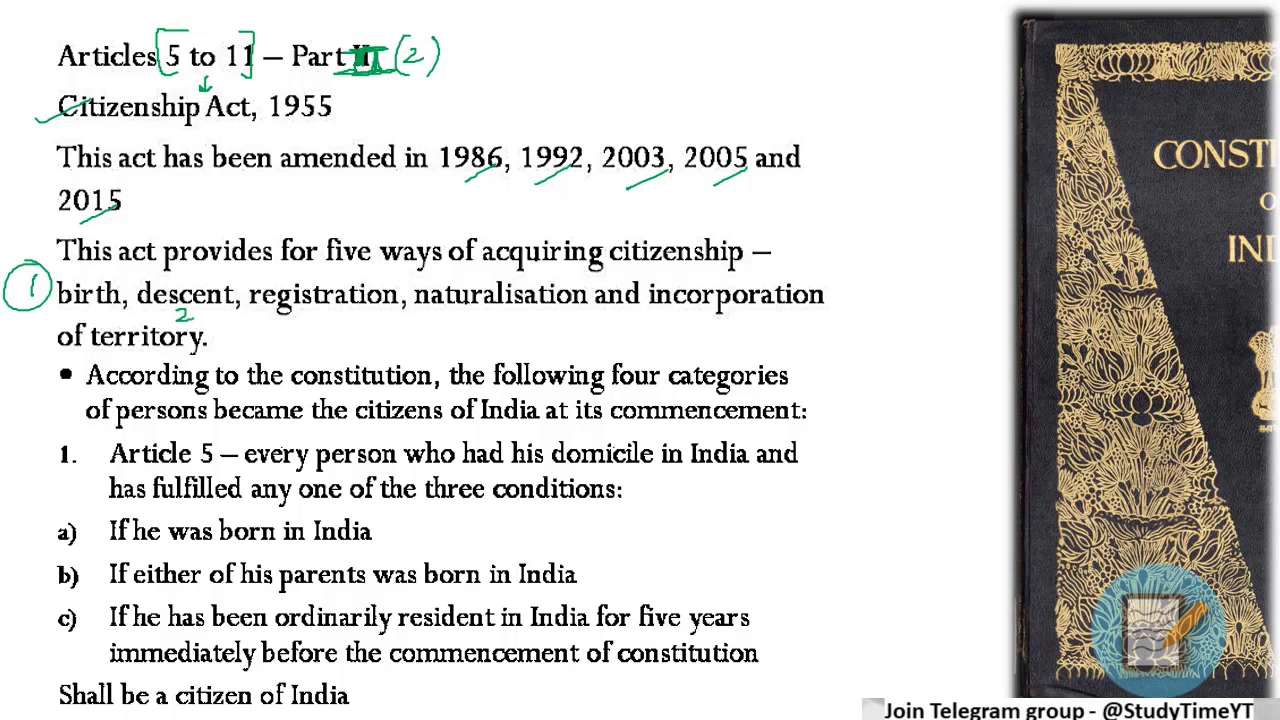 Articles 5 to 11 – Part II (2)
Citizenship Act, 1955
This act has been amended in 1986, 1992, 2003, 2005 and
2015
This act provides for five ways of acquiring citizenship –
1 birth, descent, registration, naturalisation and incorporation
2
of territory.
• According to the constitution, the following four categories
of persons became the citizens of India at its commencement:
1. Article 5 – every person who had his domicile in India and
has fulfilled any one of the three conditions:
a) If he was born in India
b) If either of his parents was born in India
c) If he has been ordinarily resident in India for five years
immediately before the commencement of constitution
Shall be a citizen of India
CONSTI
O
IND
Join Telegram group - @StudyTimeYT